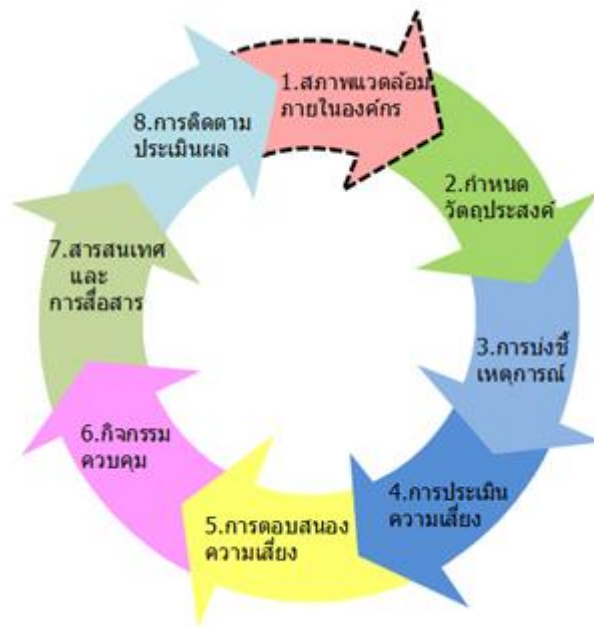 1.สภาพแวดล้อม
ภายในองค์กร
2.กำหนด
วัตถุประสงค์
3.การบ่งชี้
เหตุการณ์
4.การประเมิน
ความเสี่ยง
5.การตอบสนอง
ความเสี่ยง
6.กิจกรรม
ควบคุม
7.สารสนเทศ
และ
การสื่อสาร
8.การติดตาม
ประเมินผล